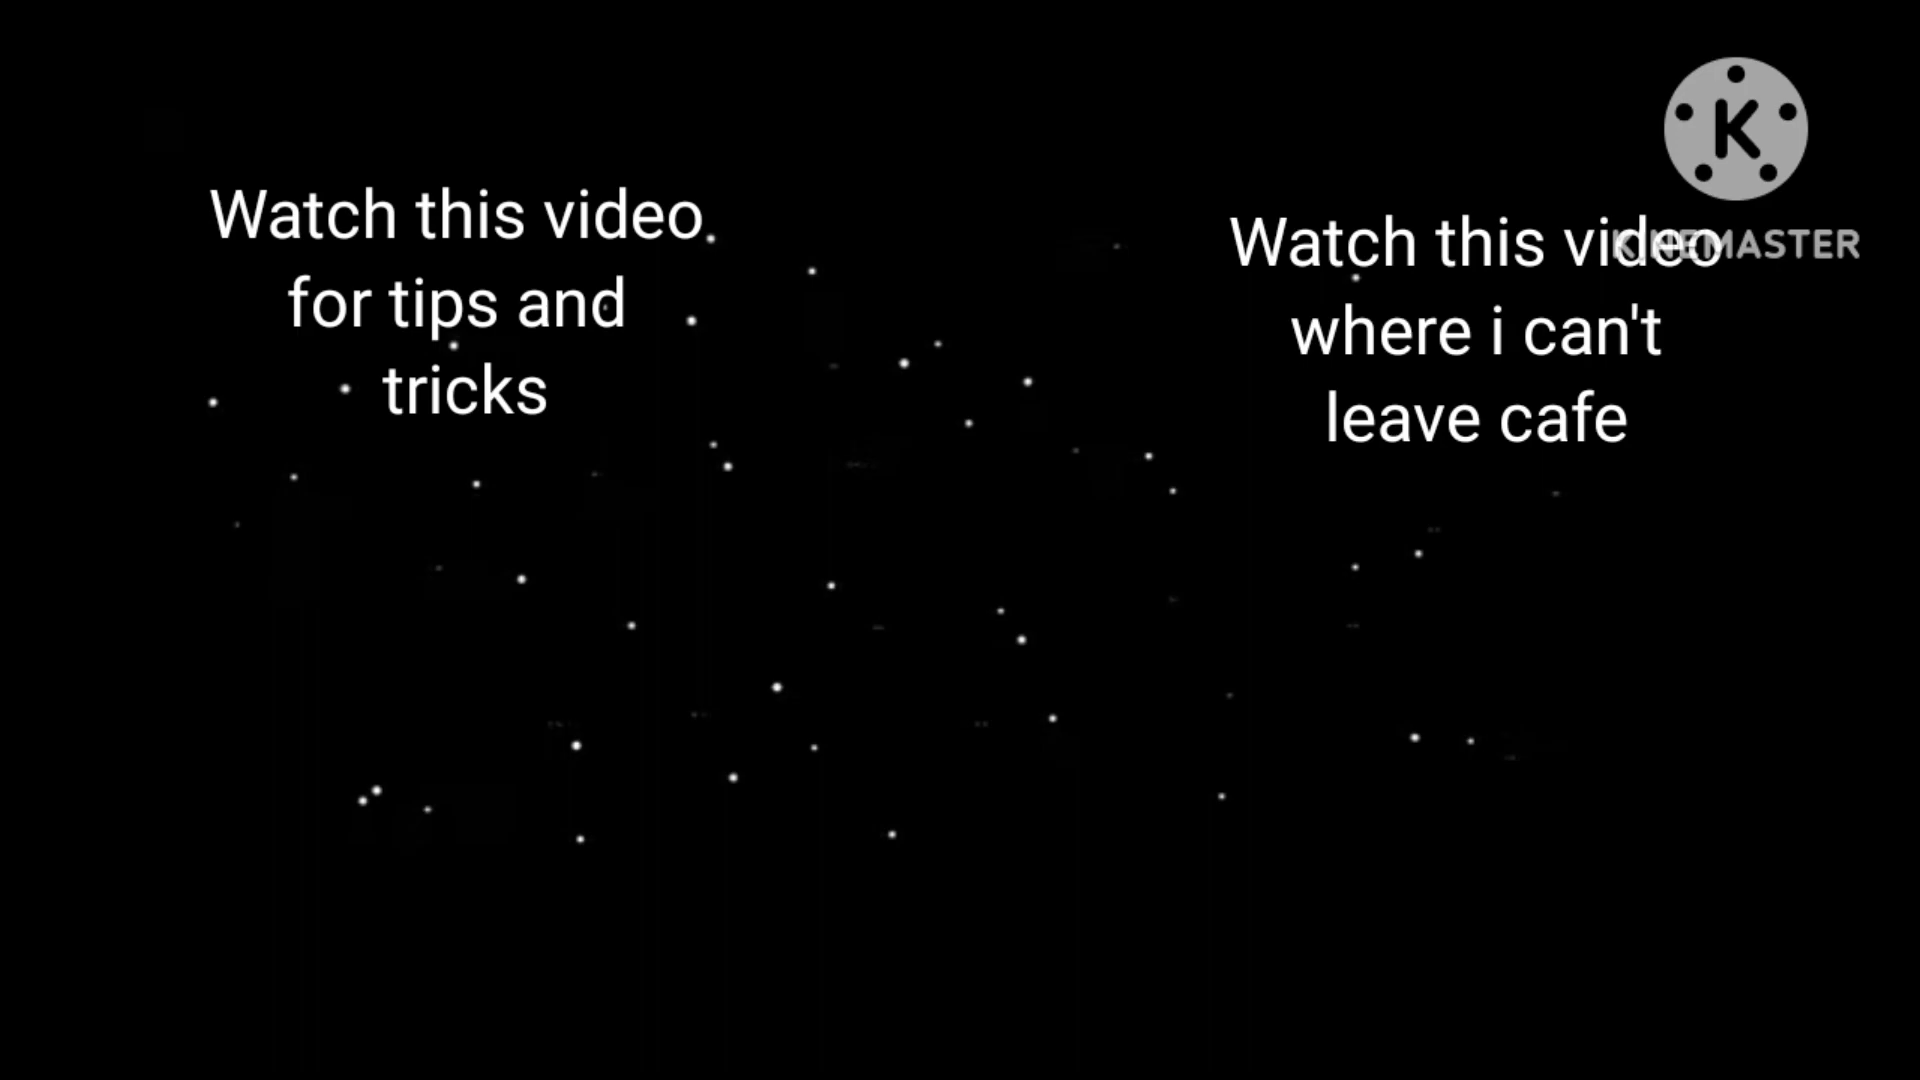 Watch this video
for tips and
tricks
K
KINEMASTER
Watch this video
where i can't
leave cafe